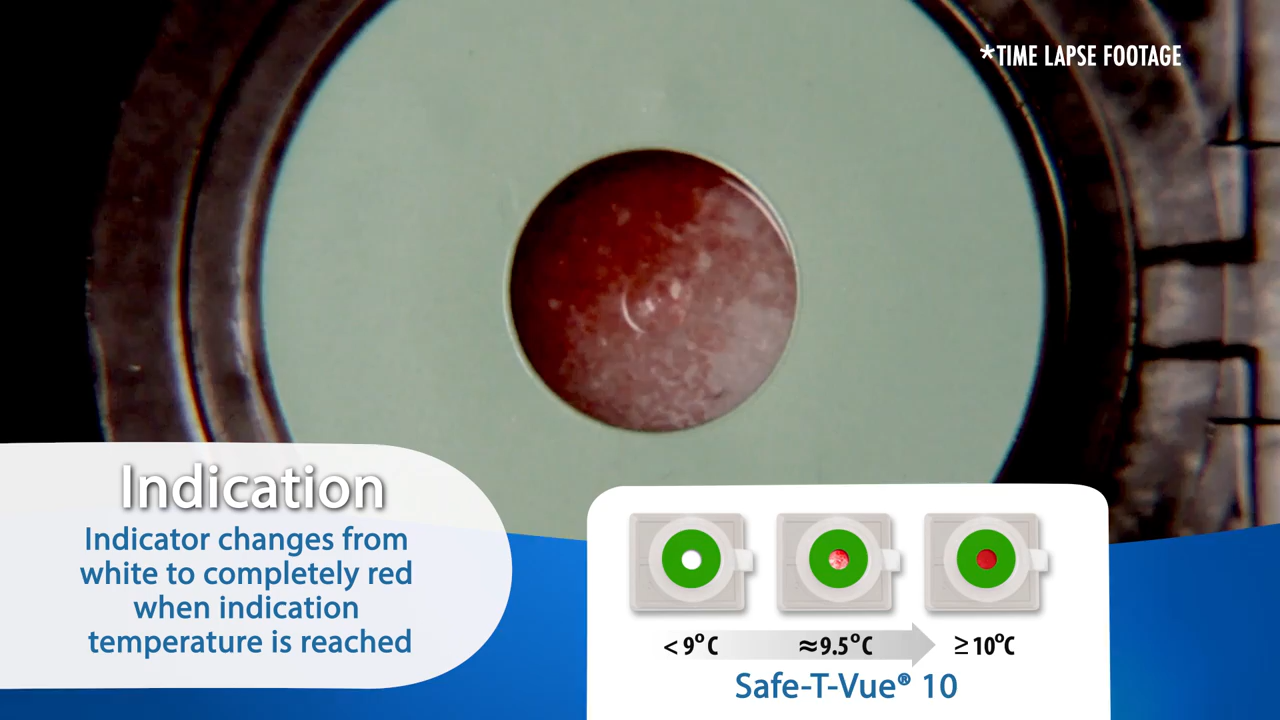 *TIME LAPSE FOOTAGE
Indication
Indicator changes from
white to completely red
when indication
temperature is reached
< 9°C ≈9.5°C ≥10°C
Safe-T-Vue® 10